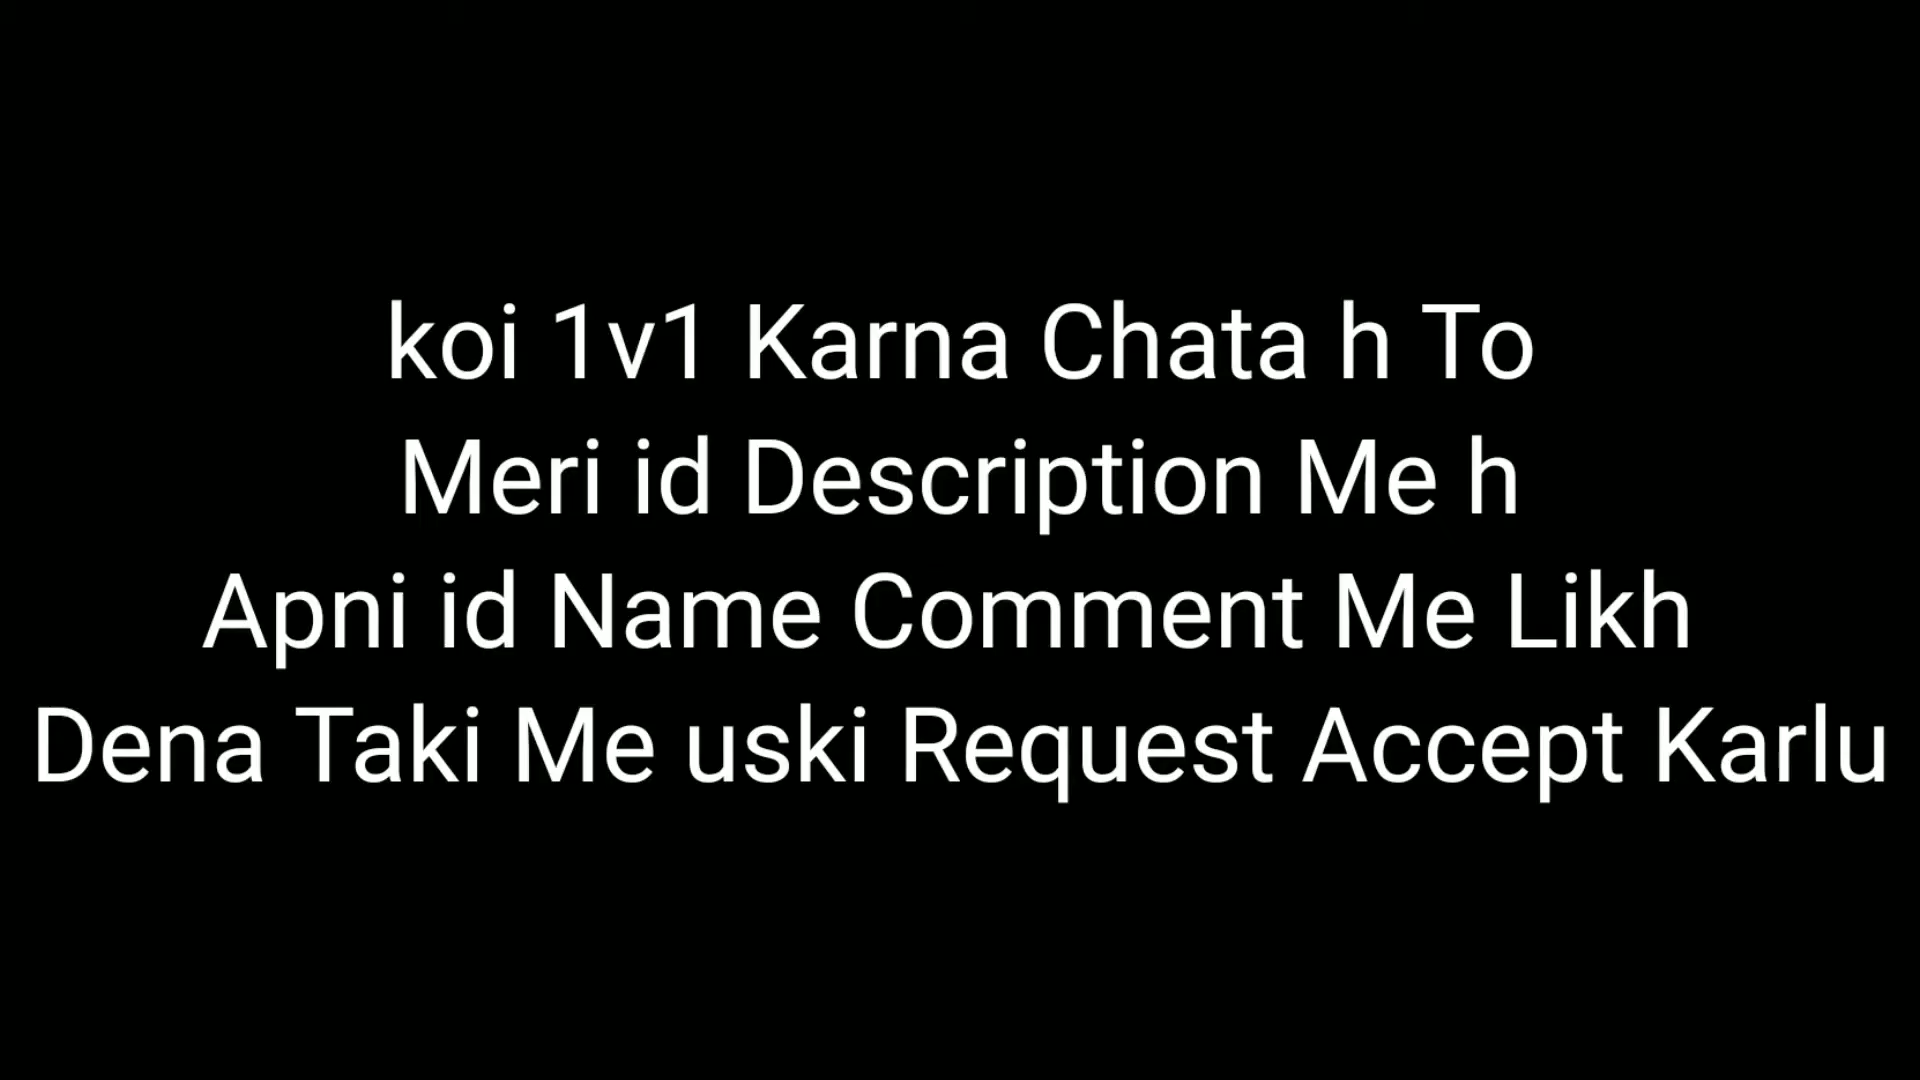 koi 1v1 Karna Chata h To
Meri id Description Me h
Apni id Name Comment Me Likh
Dena Taki Me uski Request Accept Karlu